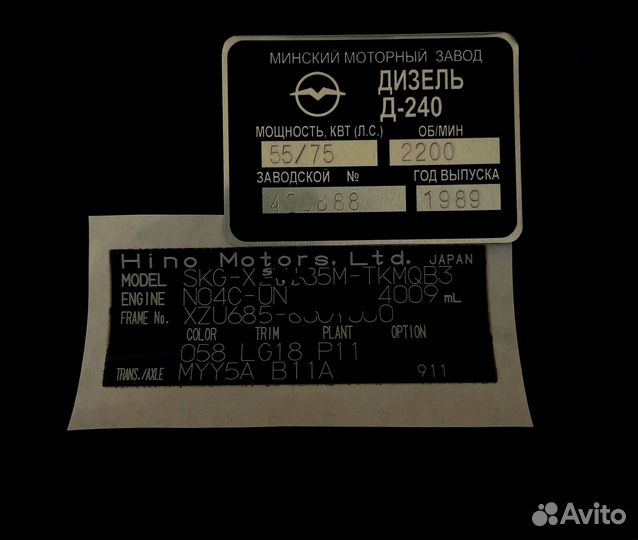 МИНСКИЙ МОТОРНЫЙ ЗАВОД
ДИЗЕЛЬ
Д-240
МОЩНОСТЬ, КВТ (Л.С.) ОБ/МИН
55/75 2200
ЗАВОДСКОЙ № ГОД ВЫПУСКА
1989
Hino Motors, Ltd. JAPAN
MODEL
ENGINE N04C-UN 4009 mL
FRAME No.
COLOR TRIM PLANT OPTION
058 LG18 P11
TRANS./AXLE MYY5A B11A 911
Avito